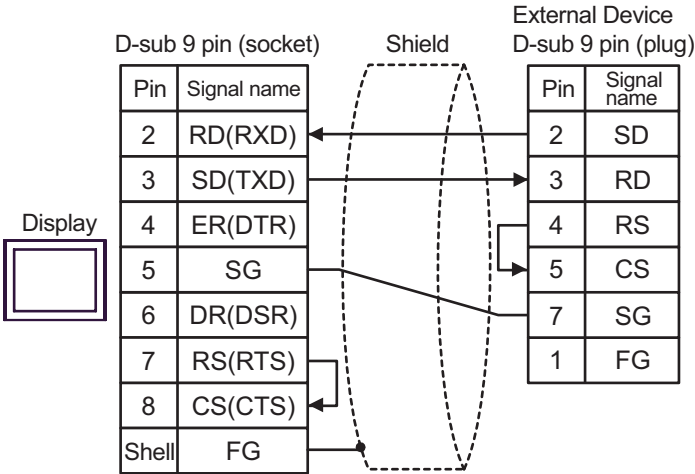 External Device
D-sub 9 pin (socket) Shield D-sub 9 pin (plug)
Pin Signal name
2 RD(RXD)
3 SD(TXD)
4 ER(DTR)
5 SG
6 DR(DSR)
7 RS(RTS)
8 CS(CTS)
Shell FG
Display
Pin Signal
name
2 SD
3 RD
4 RS
5 CS
7 SG
1 FG